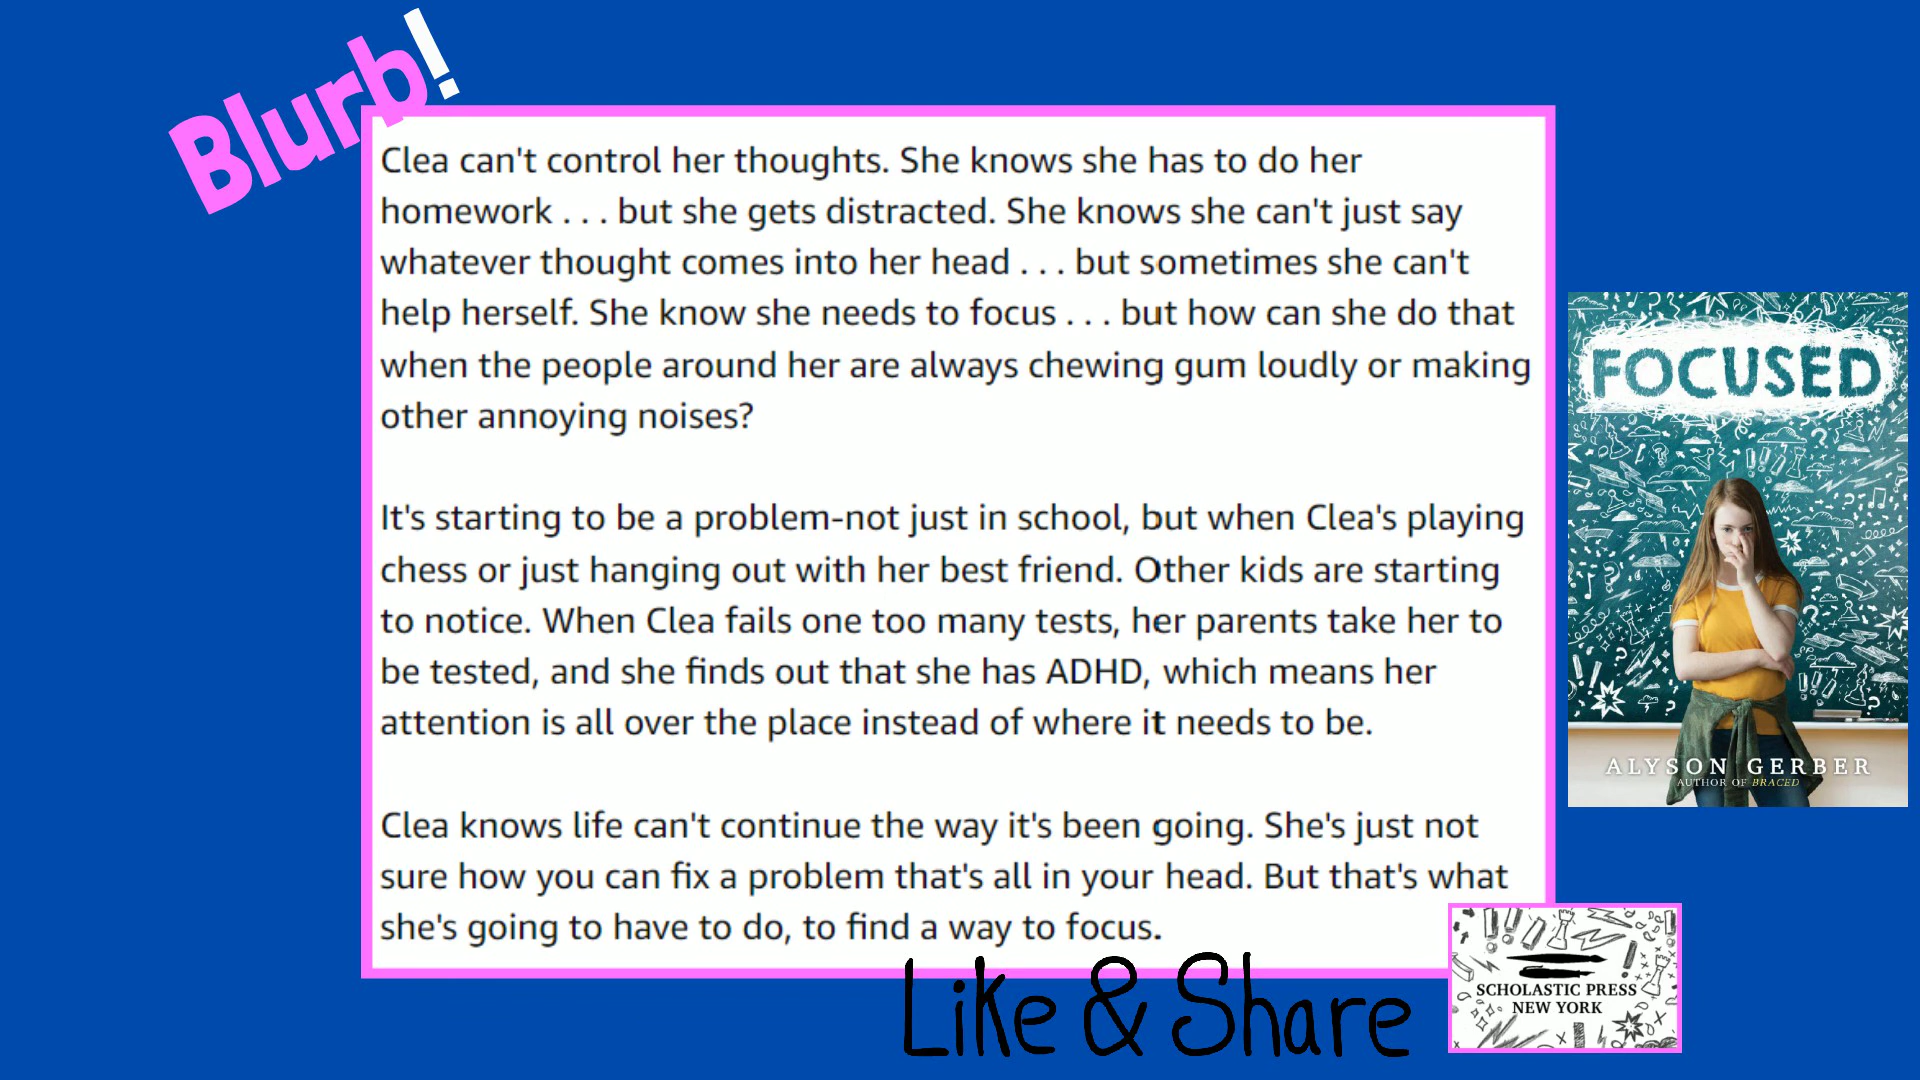 Blurb!
Clea can't control her thoughts. She knows she has to do her
homework . . . but she gets distracted. She knows she can't just say
whatever thought comes into her head . . . but sometimes she can't
help herself. She know she needs to focus . . . but how can she do that
when the people around her are always chewing gum loudly or making
other annoying noises?
It's starting to be a problem-not just in school, but when Clea's playing
chess or just hanging out with her best friend. Other kids are starting
to notice. When Clea fails one too many tests, her parents take her to
be tested, and she finds out that she has ADHD, which means her
attention is all over the place instead of where it needs to be.
Clea knows life can't continue the way it's been going. She's just not
sure how you can fix a problem that's all in your head. But that's what
she's going to have to do, to find a way to focus.
FOCUSED
ALYSON GERBER
AUTHOR OF BRACED
Like & Share
SCHOLASTIC PRESS
NEW YORK